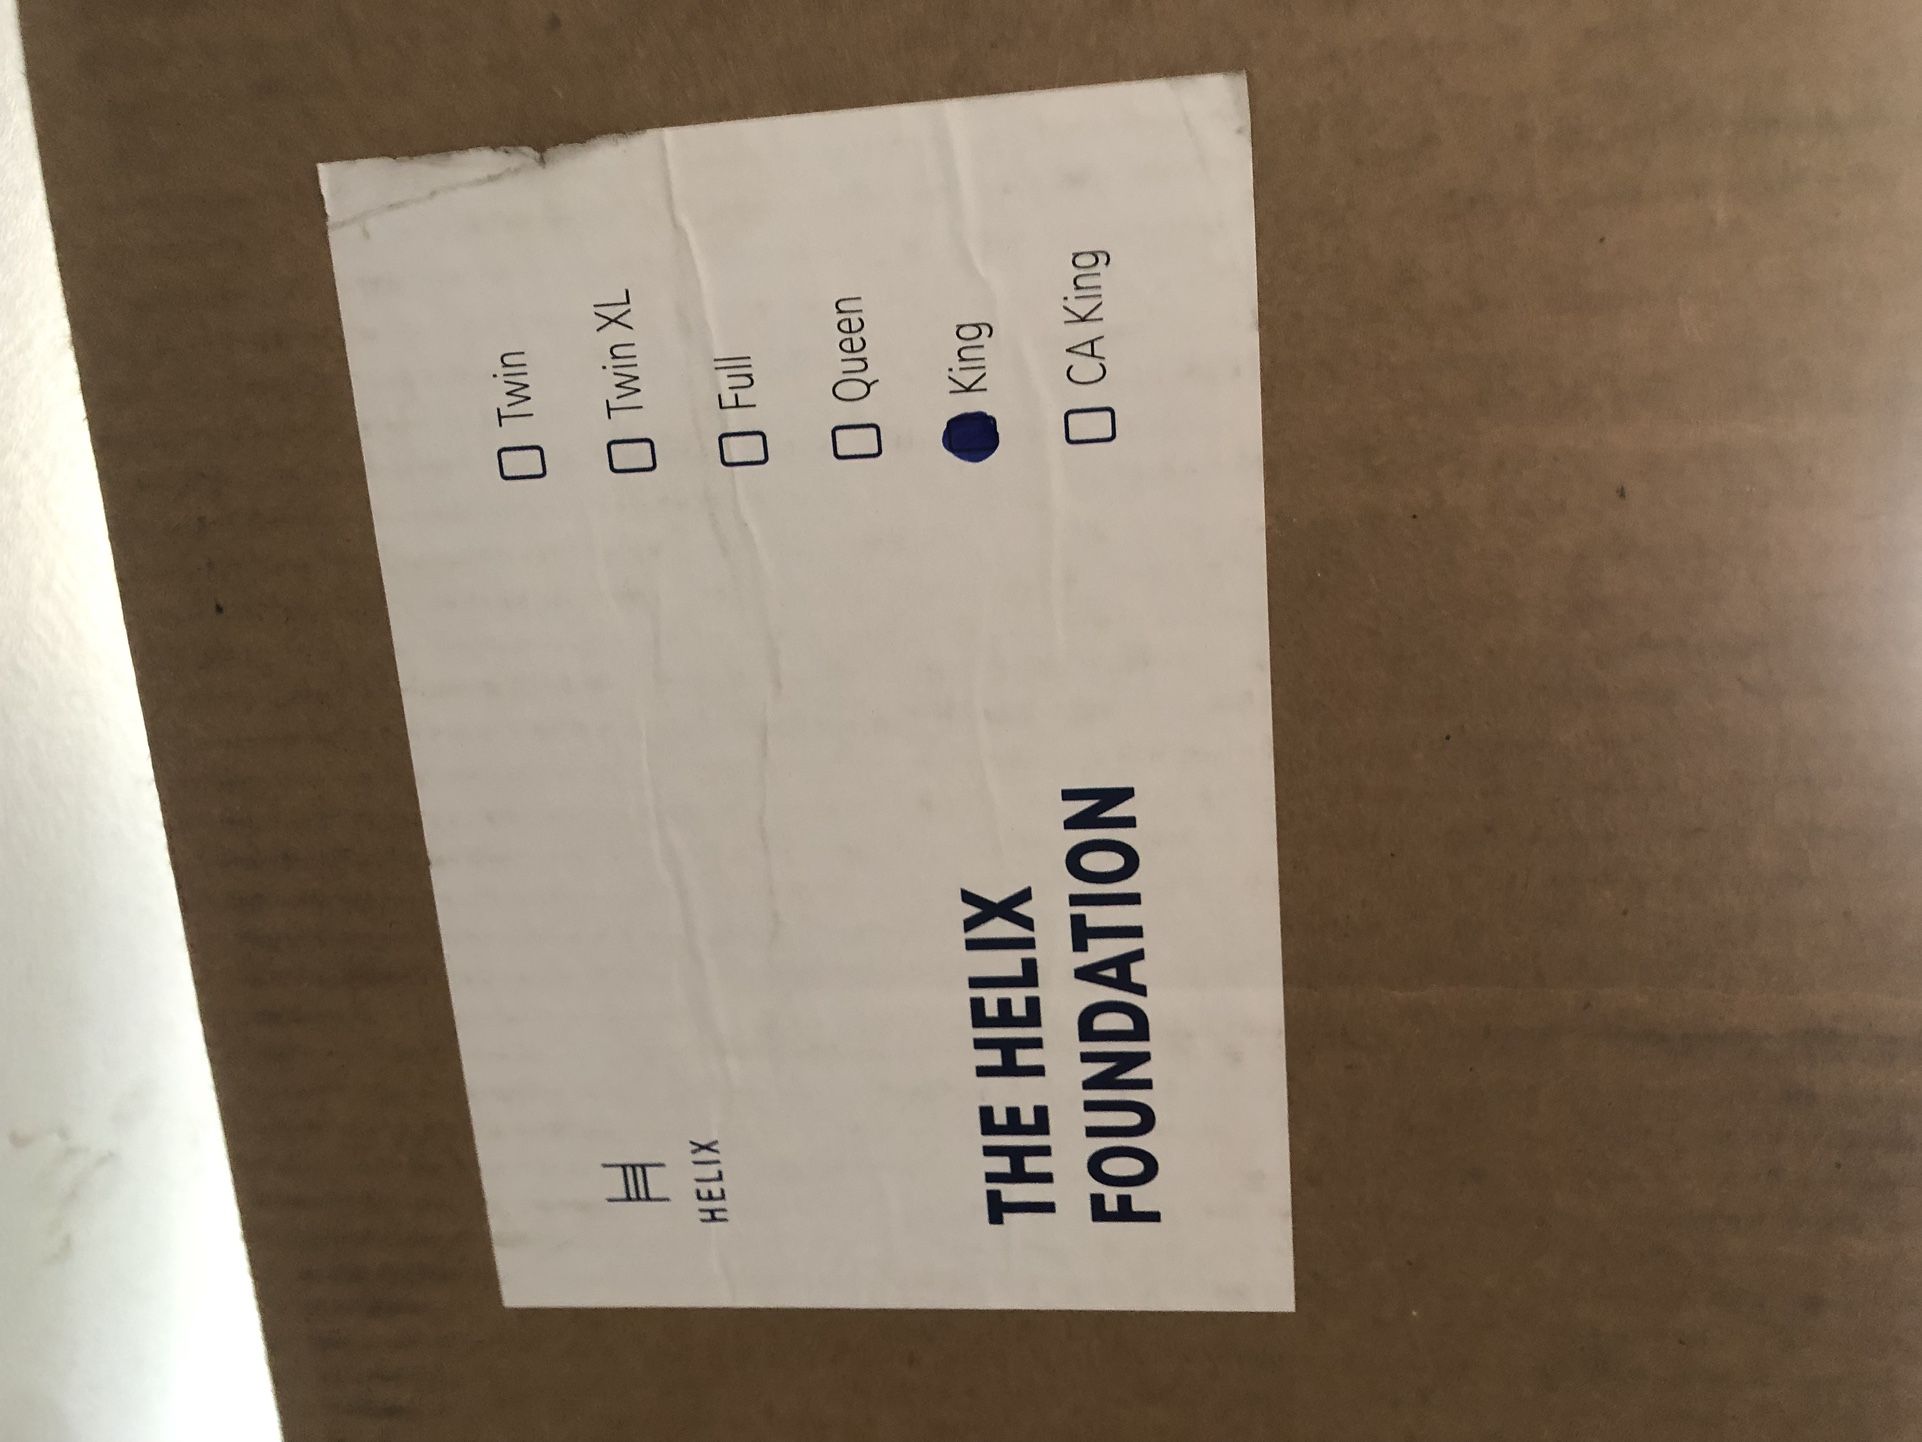 HELIX
THE HELIX
FOUNDATION
Twin
Twin XL
Full
Queen
King
CA King